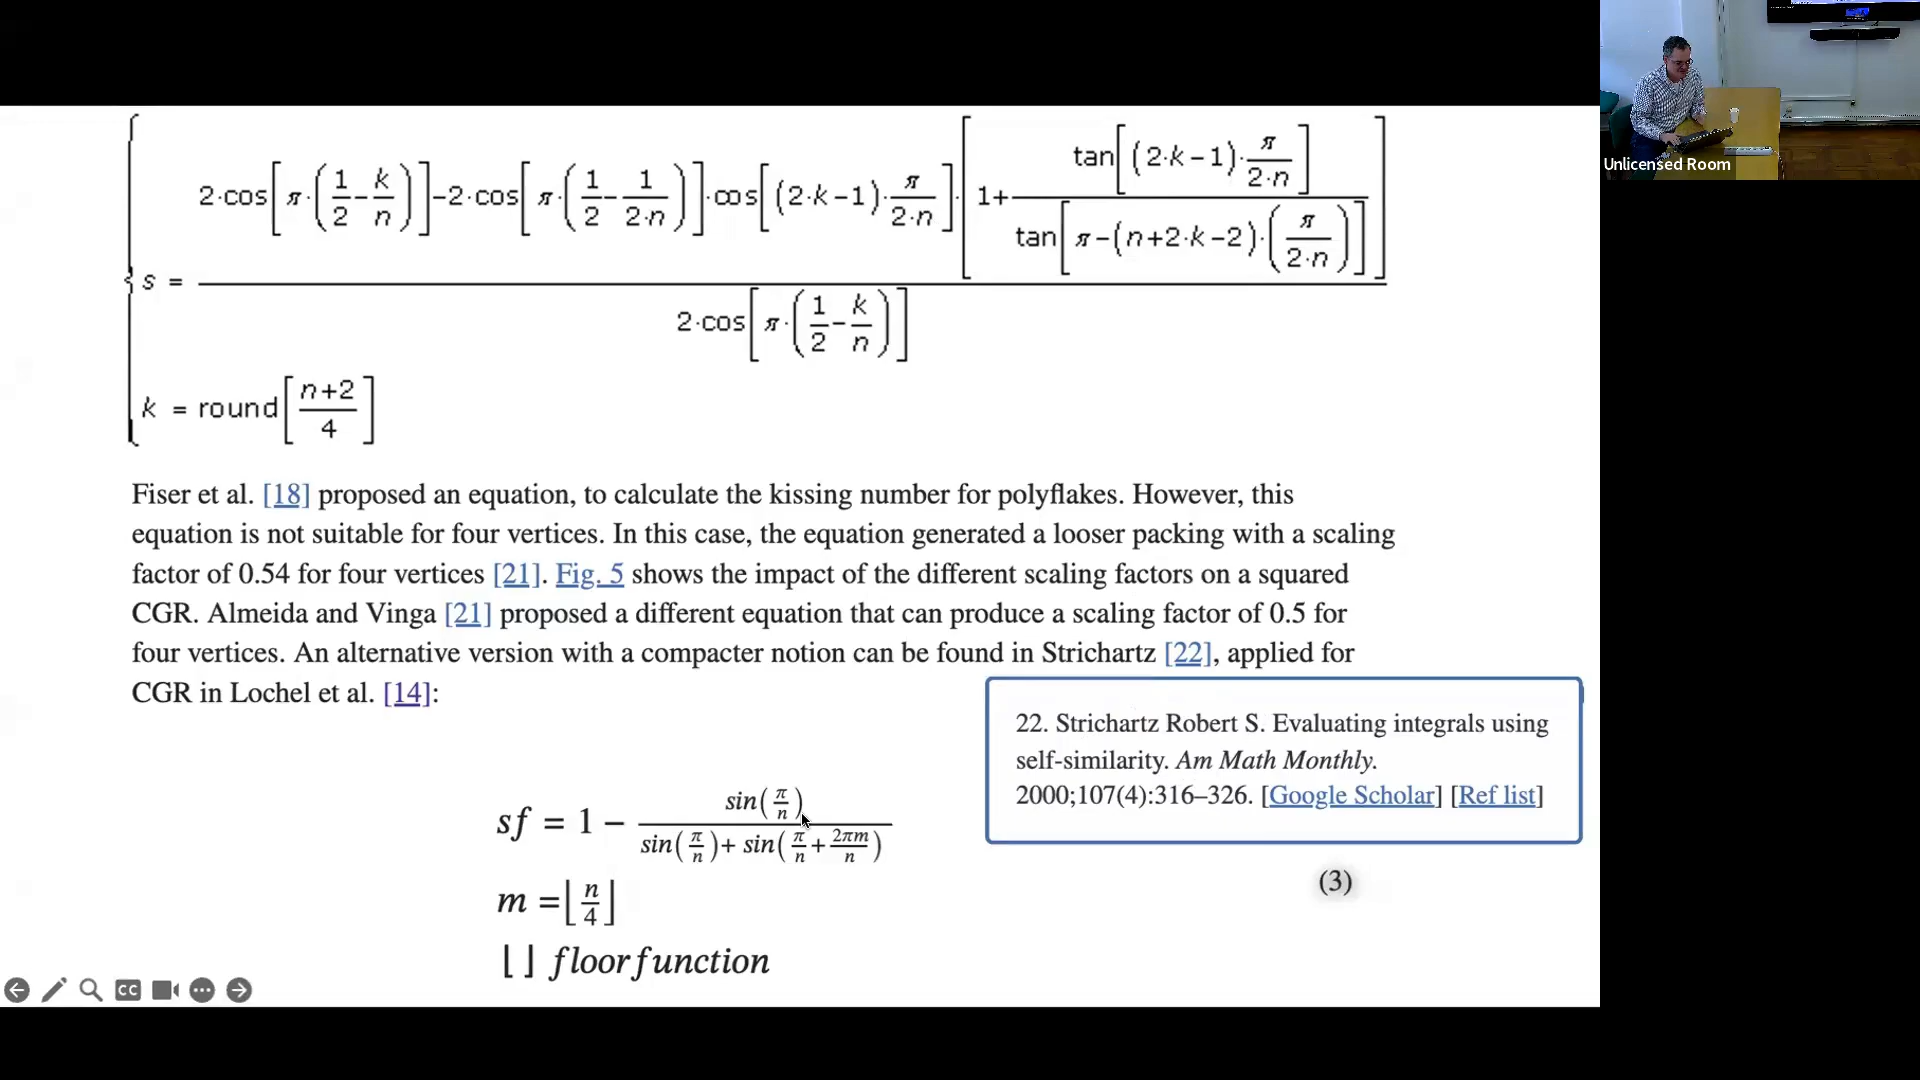 s = 2·cos[π·(1/2−k/n)]−2·cos[π·(1/2−1/(2·n))]·cos[(2·k−1)·π/(2·n)]·[1+tan[(2·k−1)·π/(2·n)]/tan[π−(n+2·k−2)·(π/(2·n))]] / 2·cos[π·(1/2−k/n)]
k = round[(n+2)/4]
Fiser et al. [18] proposed an equation, to calculate the kissing number for polyflakes. However, this
equation is not suitable for four vertices. In this case, the equation generated a looser packing with a scaling
factor of 0.54 for four vertices [21]. Fig. 5 shows the impact of the different scaling factors on a squared
CGR. Almeida and Vinga [21] proposed a different equation that can produce a scaling factor of 0.5 for
four vertices. An alternative version with a compacter notion can be found in Strichartz [22], applied for
CGR in Lochel et al. [14]:
22. Strichartz Robert S. Evaluating integrals using
self-similarity. Am Math Monthly.
2000;107(4):316–326. [Google Scholar] [Ref list]
sf = 1 − sin(π/n) / (sin(π/n)+ sin(π/n+2πm/n))
m =⌊n/4⌋
(3)
⌊ ⌋ floorfunction
CC
Unlicensed Room